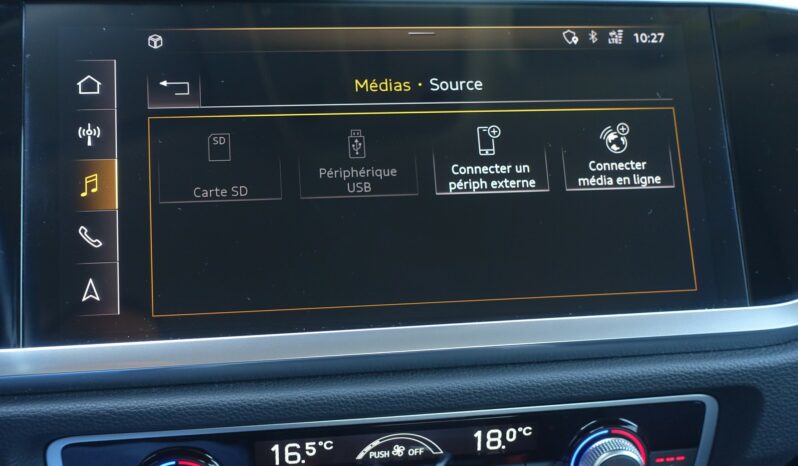 LTE 10:27
Médias · Source
SD
Carte SD
Périphérique
USB
Connecter un
périph externe
Connecter
média en ligne
16.5°C
PUSH OFF
18.0°C